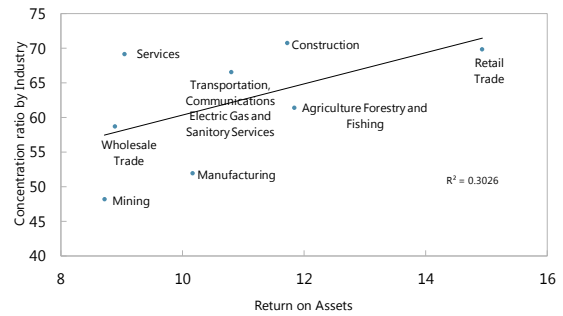 Concentration ratio by Industry
75
70
65
60
55
50
45
40
Services
Construction
Retail
Trade
Transportation,
Communications
Electric Gas and
Sanitory Services
Agriculture Forestry and
Fishing
Wholesale
Trade
Manufacturing
Mining
R² = 0.3026
8 10 12 14 16
Return on Assets